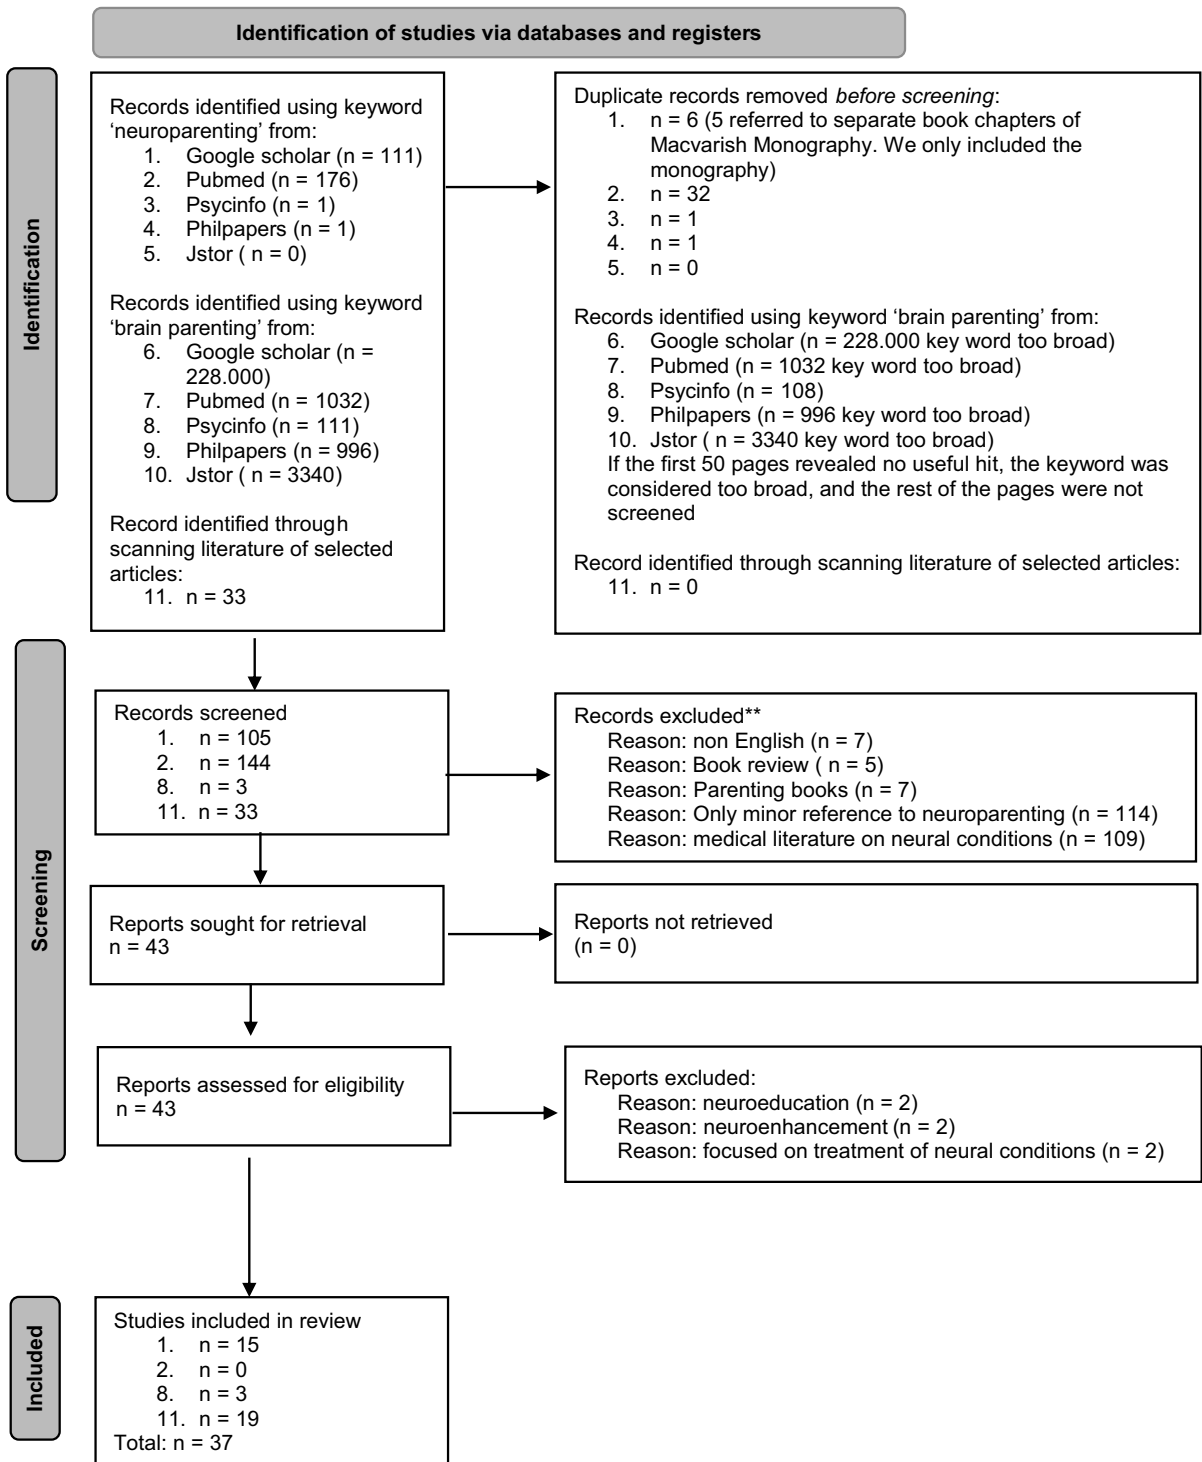 Identification of studies via databases and registers
Identification
Records identified using keyword
‘neuroparenting’ from:
1. Google scholar (n = 111)
2. Pubmed (n = 176)
3. Psycinfo (n = 1)
4. Philpapers (n = 1)
5. Jstor ( n = 0)
Records identified using keyword
‘brain parenting’ from:
6. Google scholar (n =
228.000)
7. Pubmed (n = 1032)
8. Psycinfo (n = 111)
9. Philpapers (n = 996)
10. Jstor ( n = 3340)
Record identified through
scanning literature of selected
articles:
11. n = 33
Duplicate records removed before screening:
1. n = 6 (5 referred to separate book chapters of
Macvarish Monography. We only included the
monography)
2. n = 32
3. n = 1
4. n = 1
5. n = 0
Records identified using keyword ‘brain parenting’ from:
6. Google scholar (n = 228.000 key word too broad)
7. Pubmed (n = 1032 key word too broad)
8. Psycinfo (n = 108)
9. Philpapers (n = 996 key word too broad)
10. Jstor ( n = 3340 key word too broad)
If the first 50 pages revealed no useful hit, the keyword was
considered too broad, and the rest of the pages were not
screened
Record identified through scanning literature of selected articles:
11. n = 0
Screening
Records screened
1. n = 105
2. n = 144
8. n = 3
11. n = 33
Records excluded**
Reason: non English (n = 7)
Reason: Book review ( n = 5)
Reason: Parenting books (n = 7)
Reason: Only minor reference to neuroparenting (n = 114)
Reason: medical literature on neural conditions (n = 109)
Reports sought for retrieval
n = 43
Reports not retrieved
(n = 0)
Reports assessed for eligibility
n = 43
Reports excluded:
Reason: neuroeducation (n = 2)
Reason: neuroenhancement (n = 2)
Reason: focused on treatment of neural conditions (n = 2)
Included
Studies included in review
1. n = 15
2. n = 0
8. n = 3
11. n = 19
Total: n = 37